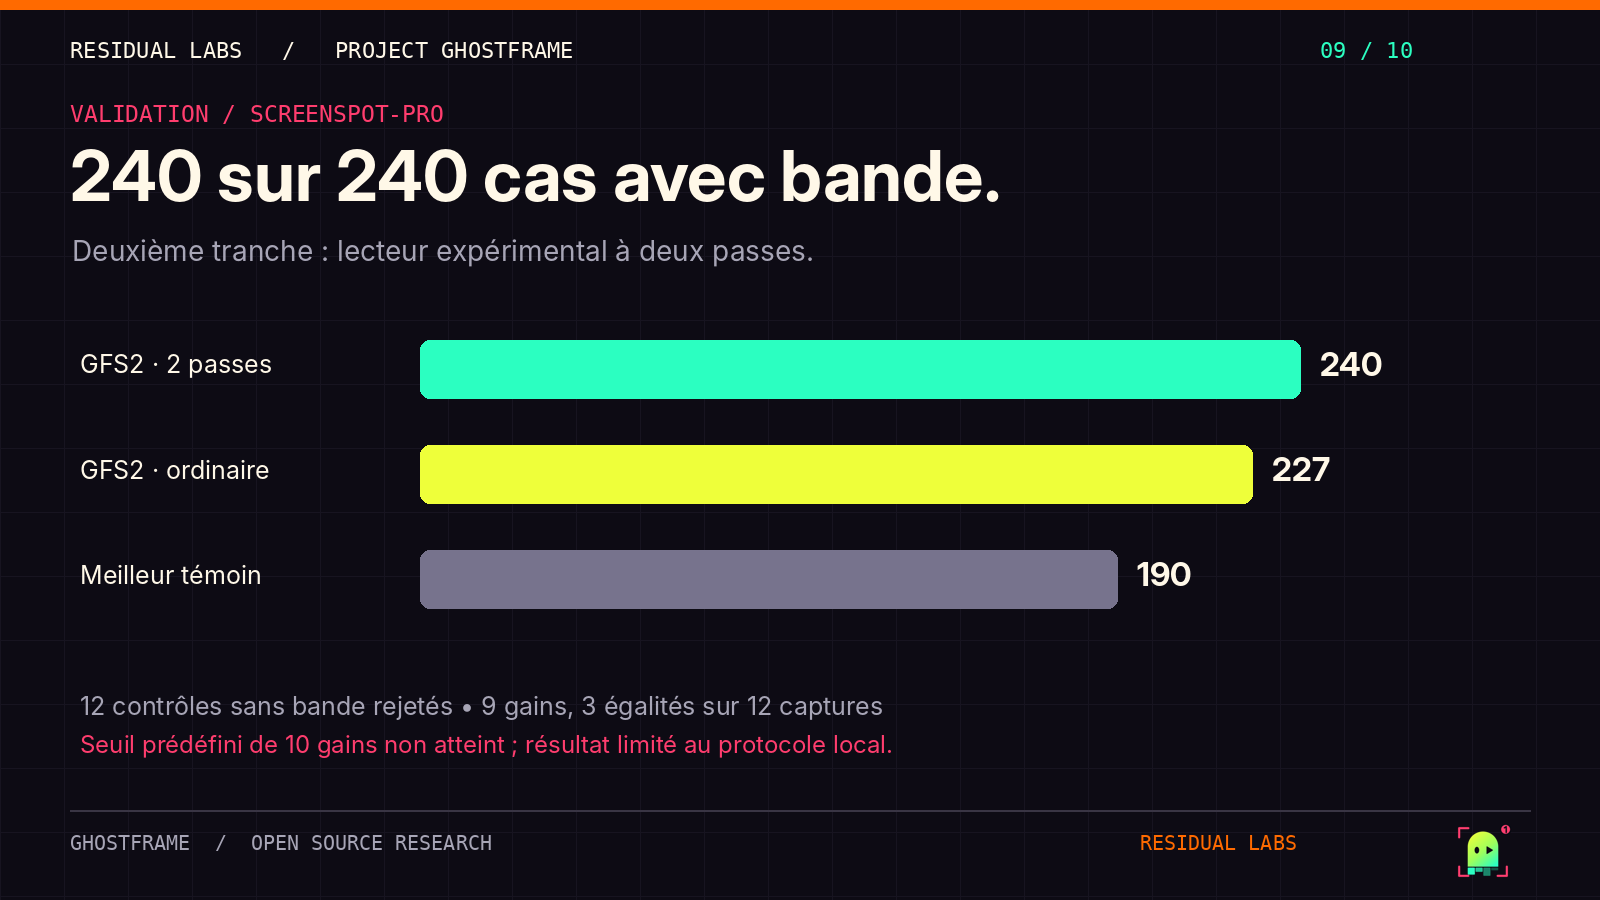 RESIDUAL LABS / PROJECT GHOSTFRAME
09 / 10
VALIDATION / SCREENSPOT-PRO
240 sur 240 cas avec bande.
Deuxième tranche : lecteur expérimental à deux passes.
GFS2 · 2 passes
240
GFS2 · ordinaire
227
Meilleur témoin
190
12 contrôles sans bande rejetés • 9 gains, 3 égalités sur 12 captures
Seuil prédéfini de 10 gains non atteint ; résultat limité au protocole local.
GHOSTFRAME / OPEN SOURCE RESEARCH
RESIDUAL LABS